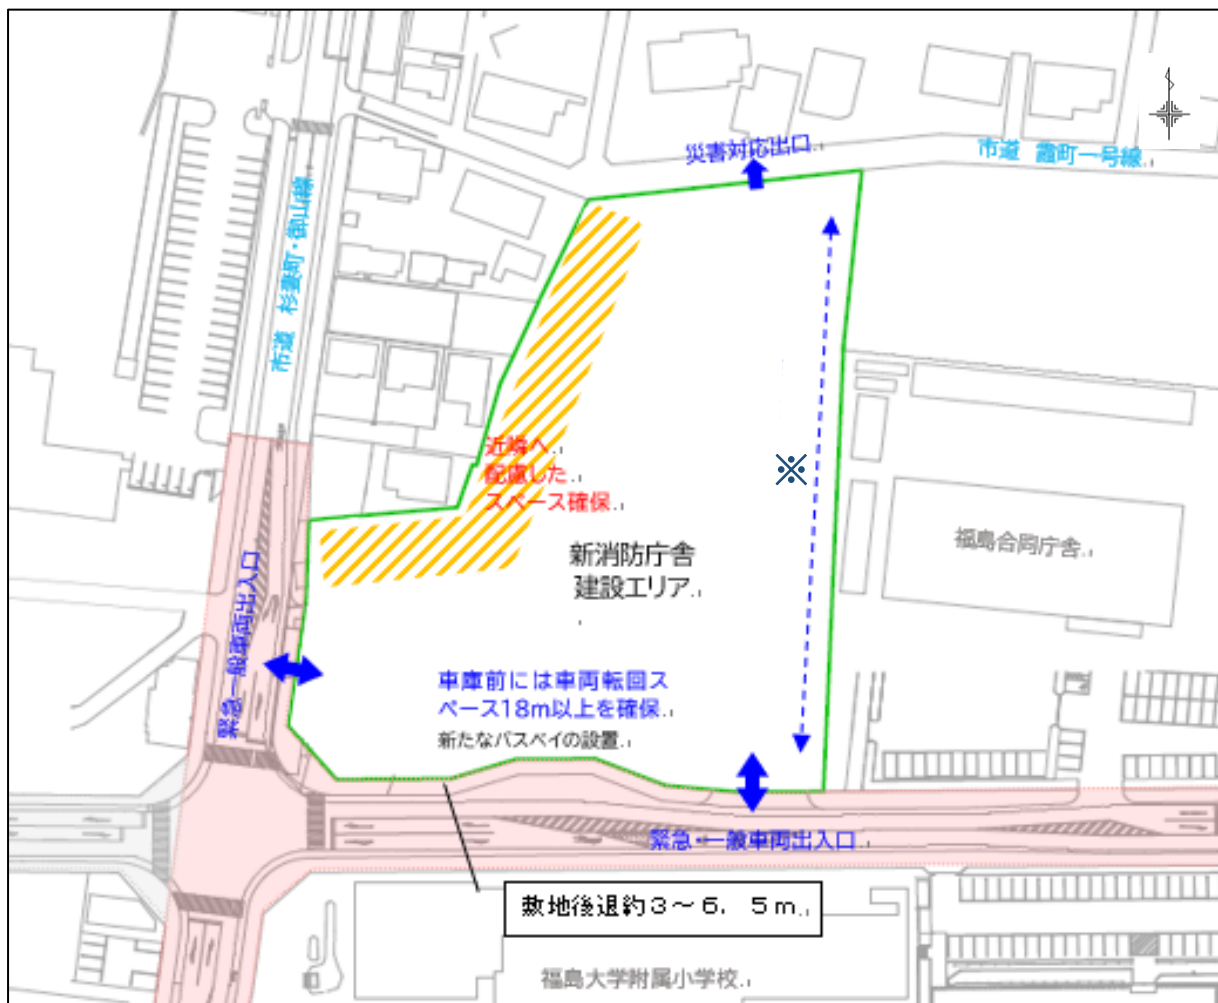 災害対応出口
市道 霞町一号線
市道 杉妻町・御山線
近隣へ
配慮した
スペース確保
※
新消防庁舎
建設エリア
福島合同庁舎
緊急・一般車両出入口
車庫前には車両転回ス
ペース18m以上を確保
新たなバスベイの設置
緊急・一般車両出入口
敷地後退約3~6.5m
福島大学附属小学校